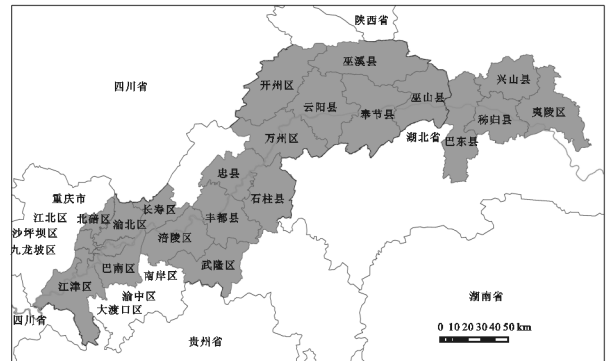 陕西省
巫溪县
开州区
兴山县
四川省
云阳县
巫山县
奉节县
夷陵区
秭归县
万州区
湖北省
巴东县
忠县
重庆市
石柱县
长寿区
江北区
北碚区
渝北区
丰都县
沙坪坝区
涪陵区
九龙坡区
巴南区
南岸区
武隆区
江津区
渝中区
湖南省
大渡口区
四川省
贵州省
0 10 20 30 40 50 km